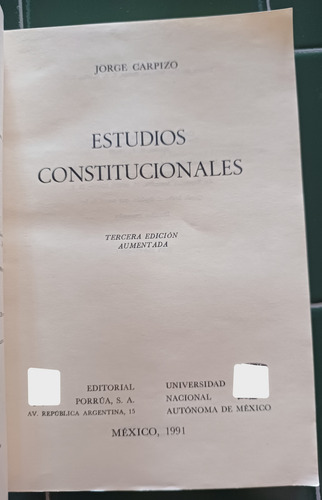 JORGE CARPIZO
ESTUDIOS
CONSTITUCIONALES
TERCERA EDICIÓN
AUMENTADA
EDITORIAL
PORRÚA, S. A.
AV. REPÚBLICA ARGENTINA, 15
UNIVERSIDAD
NACIONAL
AUTÓNOMA DE MÉXICO
MÉXICO, 1991